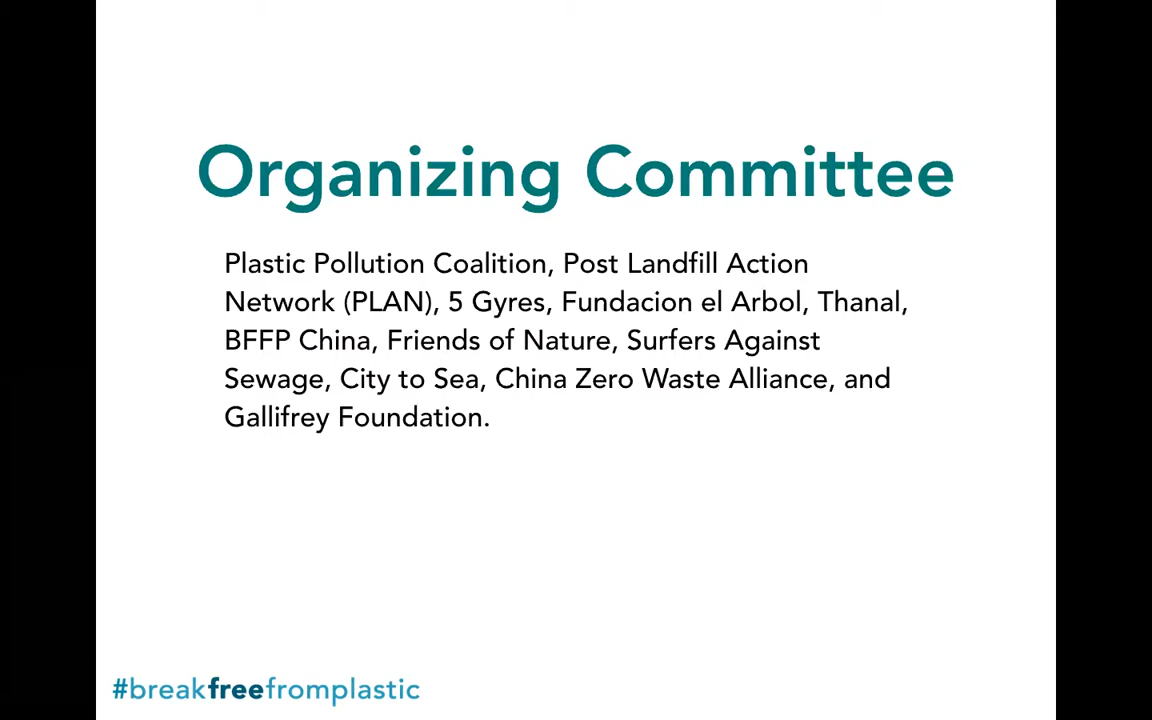 Organizing Committee
Plastic Pollution Coalition, Post Landfill Action
Network (PLAN), 5 Gyres, Fundacion el Arbol, Thanal,
BFFP China, Friends of Nature, Surfers Against
Sewage, City to Sea, China Zero Waste Alliance, and
Gallifrey Foundation.
#breakfreefromplastic